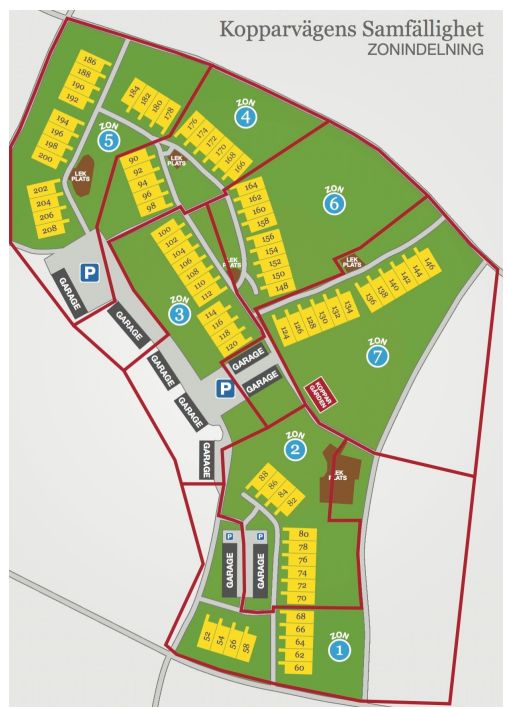 Kopparvägens Samfällighet
ZONINDELNING
186
188
190
192
184
182
180
178
194
196
198
200
ZON
5
LEK
PLATS
202
204
206
208
ZON
4
176
174
172
170
168
166
LEK
PLATS
90
92
94
96
98
164
162
160
158
156
154
152
150
148
ZON
6
LEK
PLATS
LEK
PLATS
P
GARAGE
GARAGE
100
102
104
106
108
110
112
114
116
118
120
ZON
3
124
126
128
130
132
134
136
138
140
142
144
146
ZON
7
GARAGE
GARAGE
GARAGE
P
GARAGE
GARAGE
KOPPAR
GÅRDEN
ZON
2
LEK
PLATS
88
86
84
82
P
P
GARAGE
GARAGE
80
78
76
74
72
70
52
54
56
58
68
66
64
62
60
ZON
1